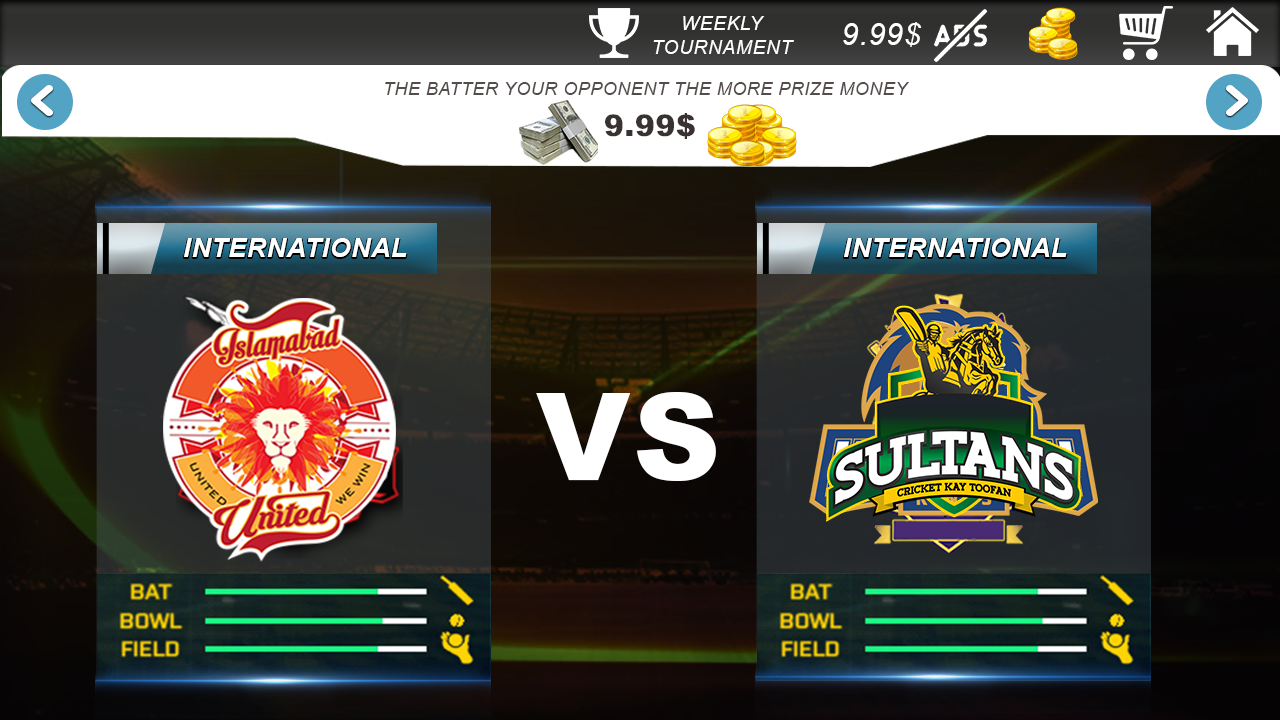 WEEKLY
TOURNAMENT
9.99$ ADS
THE BATTER YOUR OPPONENT THE MORE PRIZE MONEY
9.99$
INTERNATIONAL
Islamabad
UNITED WE WIN
United
BAT
BOWL
FIELD
VS
INTERNATIONAL
SULTANS
CRICKET KAY TOOFAN
BAT
BOWL
FIELD